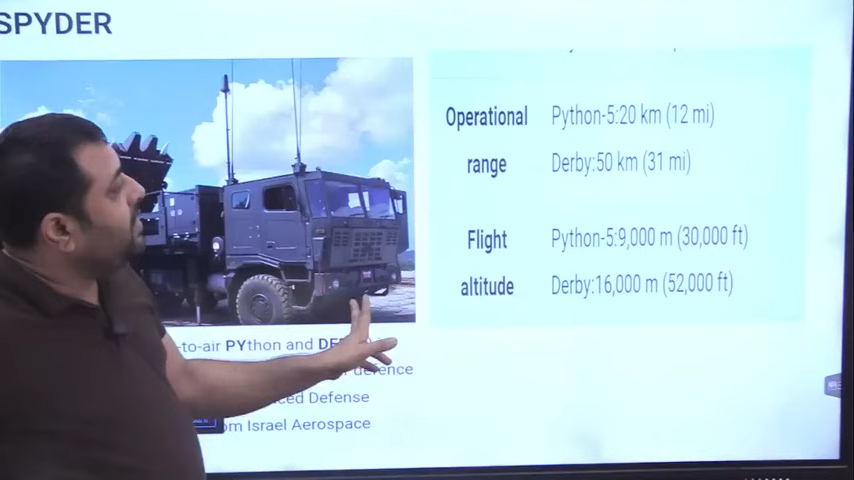 SPYDER
Operational range
Python-5:20 km (12 mi)
Derby:50 km (31 mi)
Flight altitude
Python-5:9,000 m (30,000 ft)
Derby:16,000 m (52,000 ft)
-to-air PYthon and DE
defence
ced Defense
om Israel Aerospace